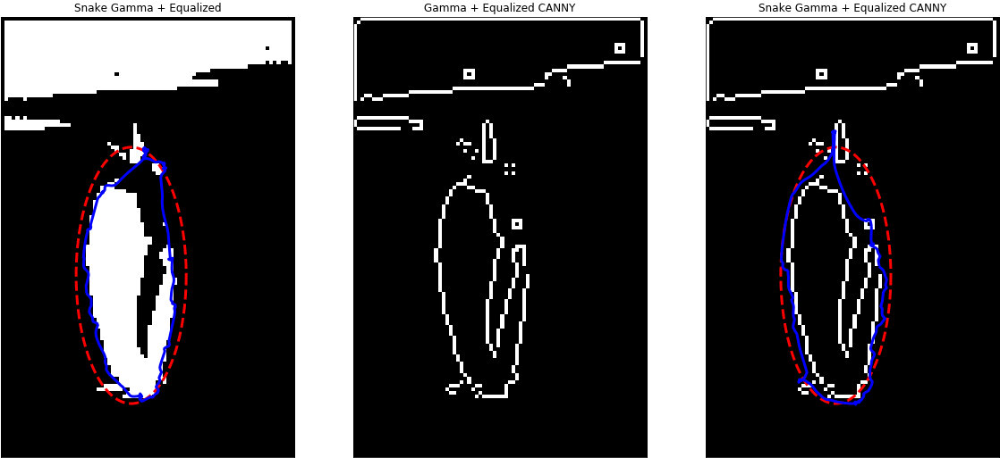 Snake Gamma + Equalized
Gamma + Equalized CANNY
Snake Gamma + Equalized CANNY